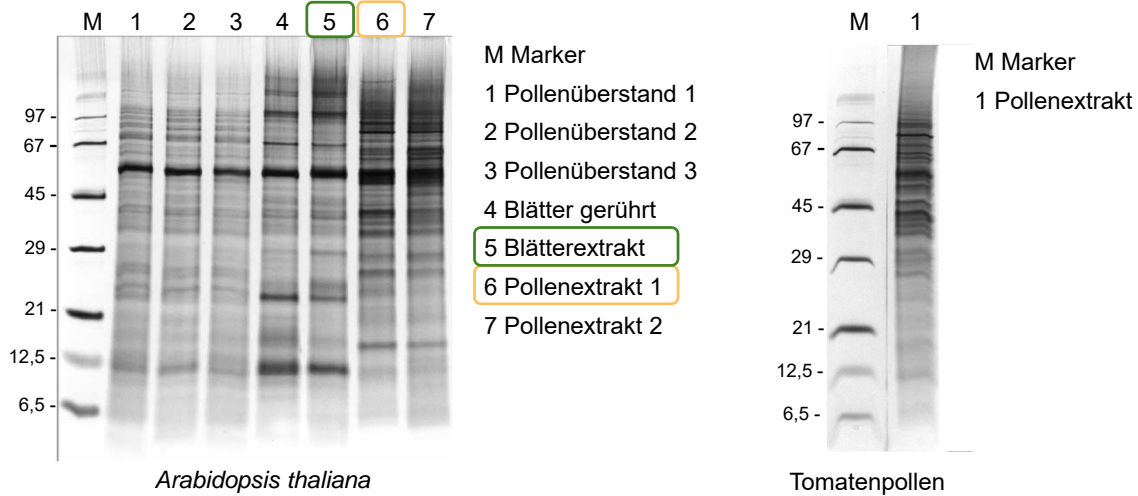 M 1 2 3 4 5 6 7
97 -
67 -
45 -
29 -
21 -
12,5 -
6,5 -
Arabidopsis thaliana
M Marker
1 Pollenüberstand 1
2 Pollenüberstand 2
3 Pollenüberstand 3
4 Blätter gerührt
5 Blätterextrakt
6 Pollenextrakt 1
7 Pollenextrakt 2
M 1
97 -
67 -
45 -
29 -
21 -
12,5 -
6,5 -
Tomatenpollen
M Marker
1 Pollenextrakt